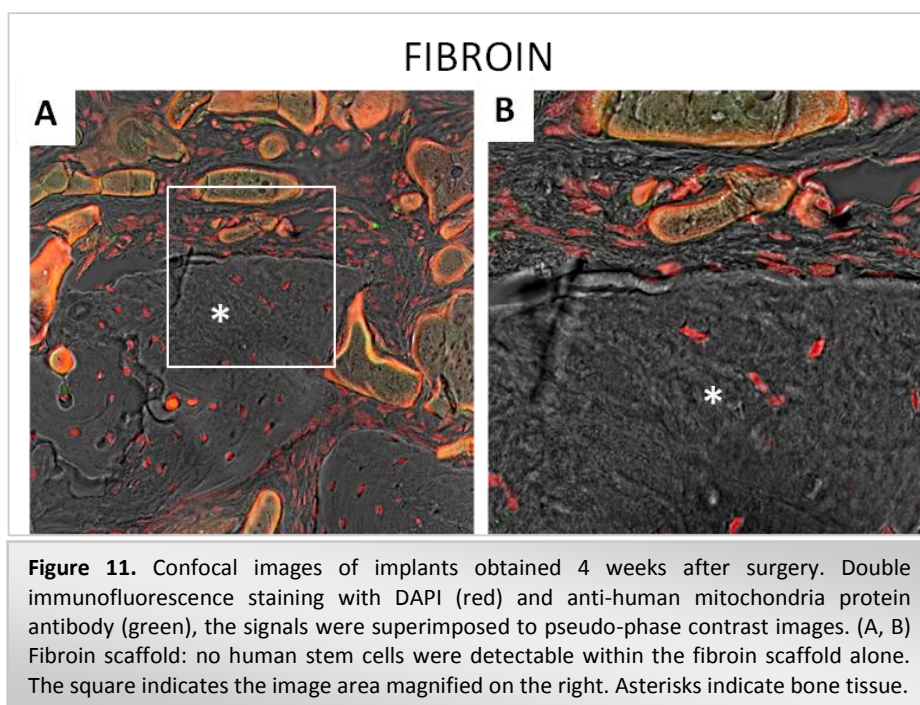 FIBROIN
A
B
*
*
Figure 11. Confocal images of implants obtained 4 weeks after surgery. Double
immunofluorescence staining with DAPI (red) and anti-human mitochondria protein
antibody (green), the signals were superimposed to pseudo-phase contrast images. (A, B)
Fibroin scaffold: no human stem cells were detectable within the fibroin scaffold alone.
The square indicates the image area magnified on the right. Asterisks indicate bone tissue.